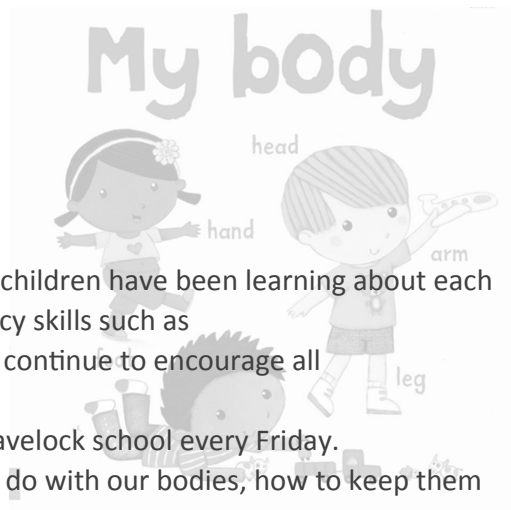 My body
head
hand
arm
children have been learning about each
cy skills such as
continue to encourage all
leg
avelock school every Friday.
do with our bodies, how to keep them